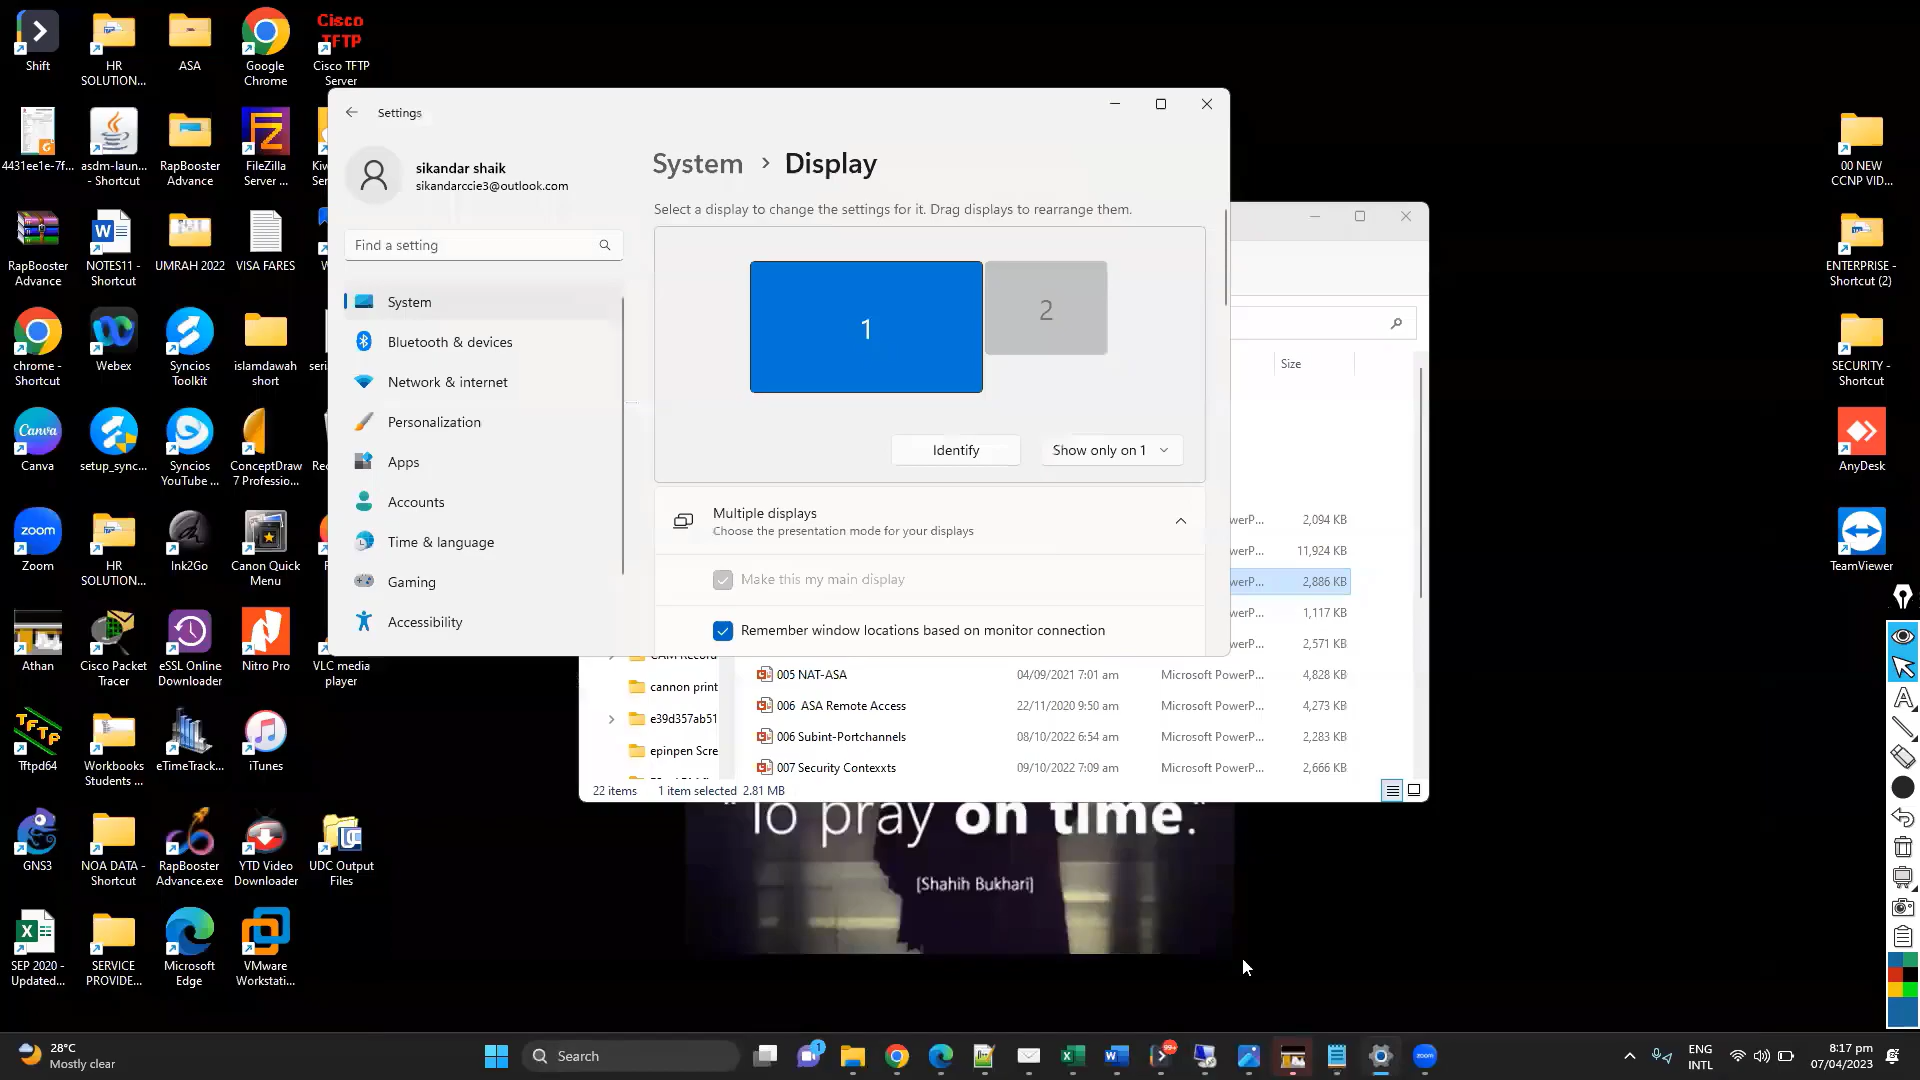 Shift
HR
SOLUTION...
ASA
Google
Chrome
Cisco
TFTP
Cisco TFTP
Server
4431ee1e-7f...
asdm-laun...
- Shortcut
RapBooster
Advance
FileZilla
Server ...
RapBooster
Advance
NOTES11 -
Shortcut
UMRAH 2022
VISA FARES
chrome -
Shortcut
Webex
Syncios
Toolkit
islamdawah
short
Canva
Canva
setup_sync...
Syncios
YouTube ...
ConceptDraw
7 Professio...
zoom
Zoom
HR
SOLUTION...
Ink2Go
Canon Quick
Menu
Athan
Cisco Packet
Tracer
eSSL Online
Downloader
Nitro Pro
VLC media
player
Tftpd64
Workbooks
Students ...
eTimeTrack...
iTunes
GNS3
NOA DATA -
Shortcut
RapBooster
Advance.exe
YTD Video
Downloader
UDC Output
Files
SEP 2020 -
Updated...
SERVICE
PROVIDE...
Microsoft
Edge
VMware
Workstati...
Settings
sikandar shaik
sikandarccie3@outlook.com
Find a setting
System
Bluetooth & devices
Network & internet
Personalization
Apps
Accounts
Time & language
Gaming
Accessibility
System > Display
Select a display to change the settings for it. Drag displays to rearrange them.
1
2
Identify
Show only on 1
Multiple displays
Choose the presentation mode for your displays
Make this my main display
Remember window locations based on monitor connection
Size
werP... 2,094 KB
werP... 11,924 KB
werP... 2,886 KB
werP... 1,117 KB
werP... 2,571 KB
cannon print
e39d357ab51
epinpen Scre
005 NAT-ASA 04/09/2021 7:01 am Microsoft PowerP... 4,828 KB
006 ASA Remote Access 22/11/2020 9:50 am Microsoft PowerP... 4,273 KB
006 Subint-Portchannels 08/10/2022 6:54 am Microsoft PowerP... 2,283 KB
007 Security Contexxts 09/10/2022 7:09 am Microsoft PowerP... 2,666 KB
22 items 1 item selected 2.81 MB
"To pray on time."
[Shahih Bukhari]
00 NEW
CCNP VID...
ENTERPRISE -
Shortcut (2)
SECURITY -
Shortcut
AnyDesk
TeamViewer
28°C
Mostly clear
Search
1
99+
zoom
ENG
INTL
8:17 pm
07/04/2023